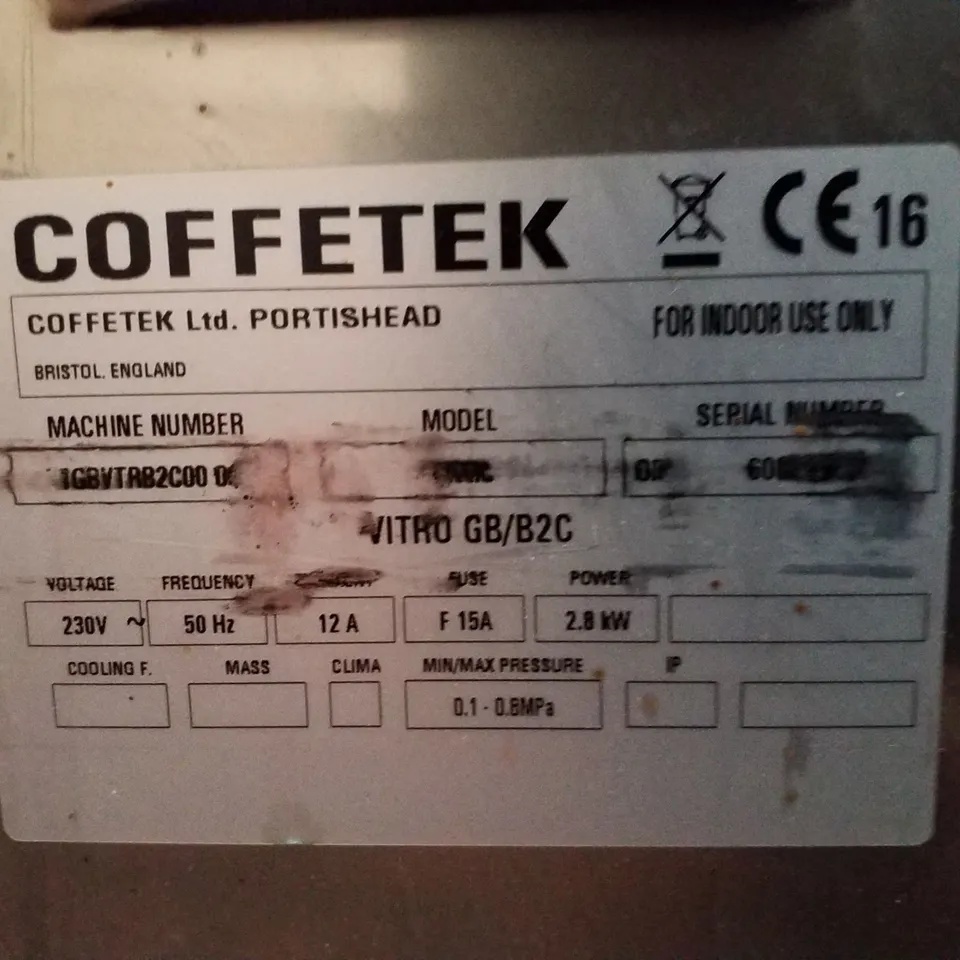 COFFETEK
CE 16
COFFETEK Ltd. PORTISHEAD
FOR INDOOR USE ONLY
BRISTOL. ENGLAND
MACHINE NUMBER MODEL SERIAL NUMBER
VITRO GB/B2C
VOLTAGE FREQUENCY FUSE POWER
230V ~ 50 Hz 12 A F 15A 2.8 kW
COOLING F. MASS CLIMA MIN/MAX PRESSURE IP
0.1 - 0.8MPa